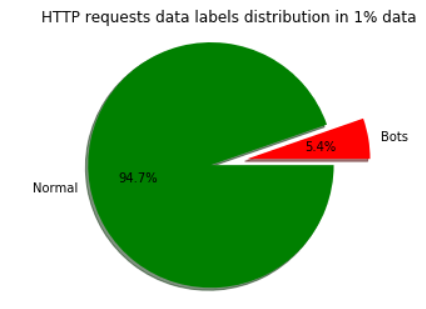 HTTP requests data labels distribution in 1% data
Bots
5.4%
94.7%
Normal